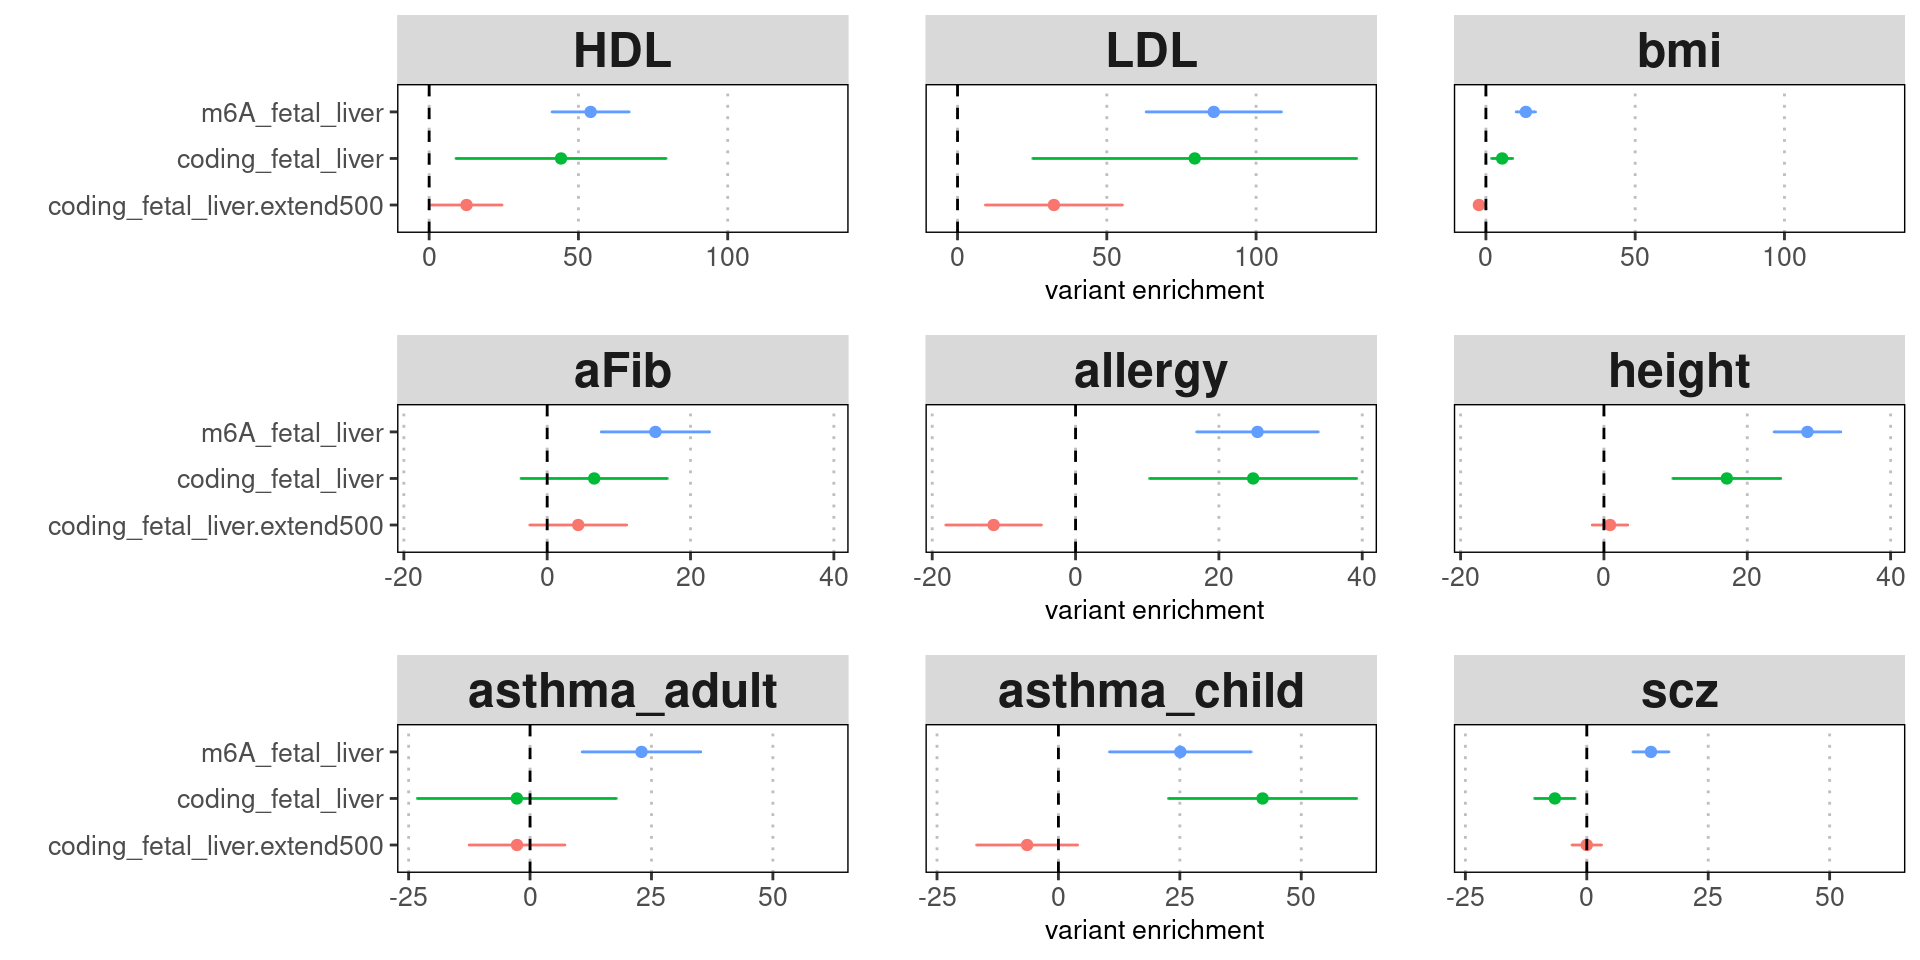 HDL LDL bmi
m6A_fetal_liver
coding_fetal_liver
coding_fetal_liver.extend500
0 50 100 0 50 100 0 50 100
variant enrichment
aFib allergy height
m6A_fetal_liver
coding_fetal_liver
coding_fetal_liver.extend500
-20 0 20 40 -20 0 20 40 -20 0 20 40
variant enrichment
asthma_adult asthma_child scz
m6A_fetal_liver
coding_fetal_liver
coding_fetal_liver.extend500
-25 0 25 50 -25 0 25 50 -25 0 25 50
variant enrichment